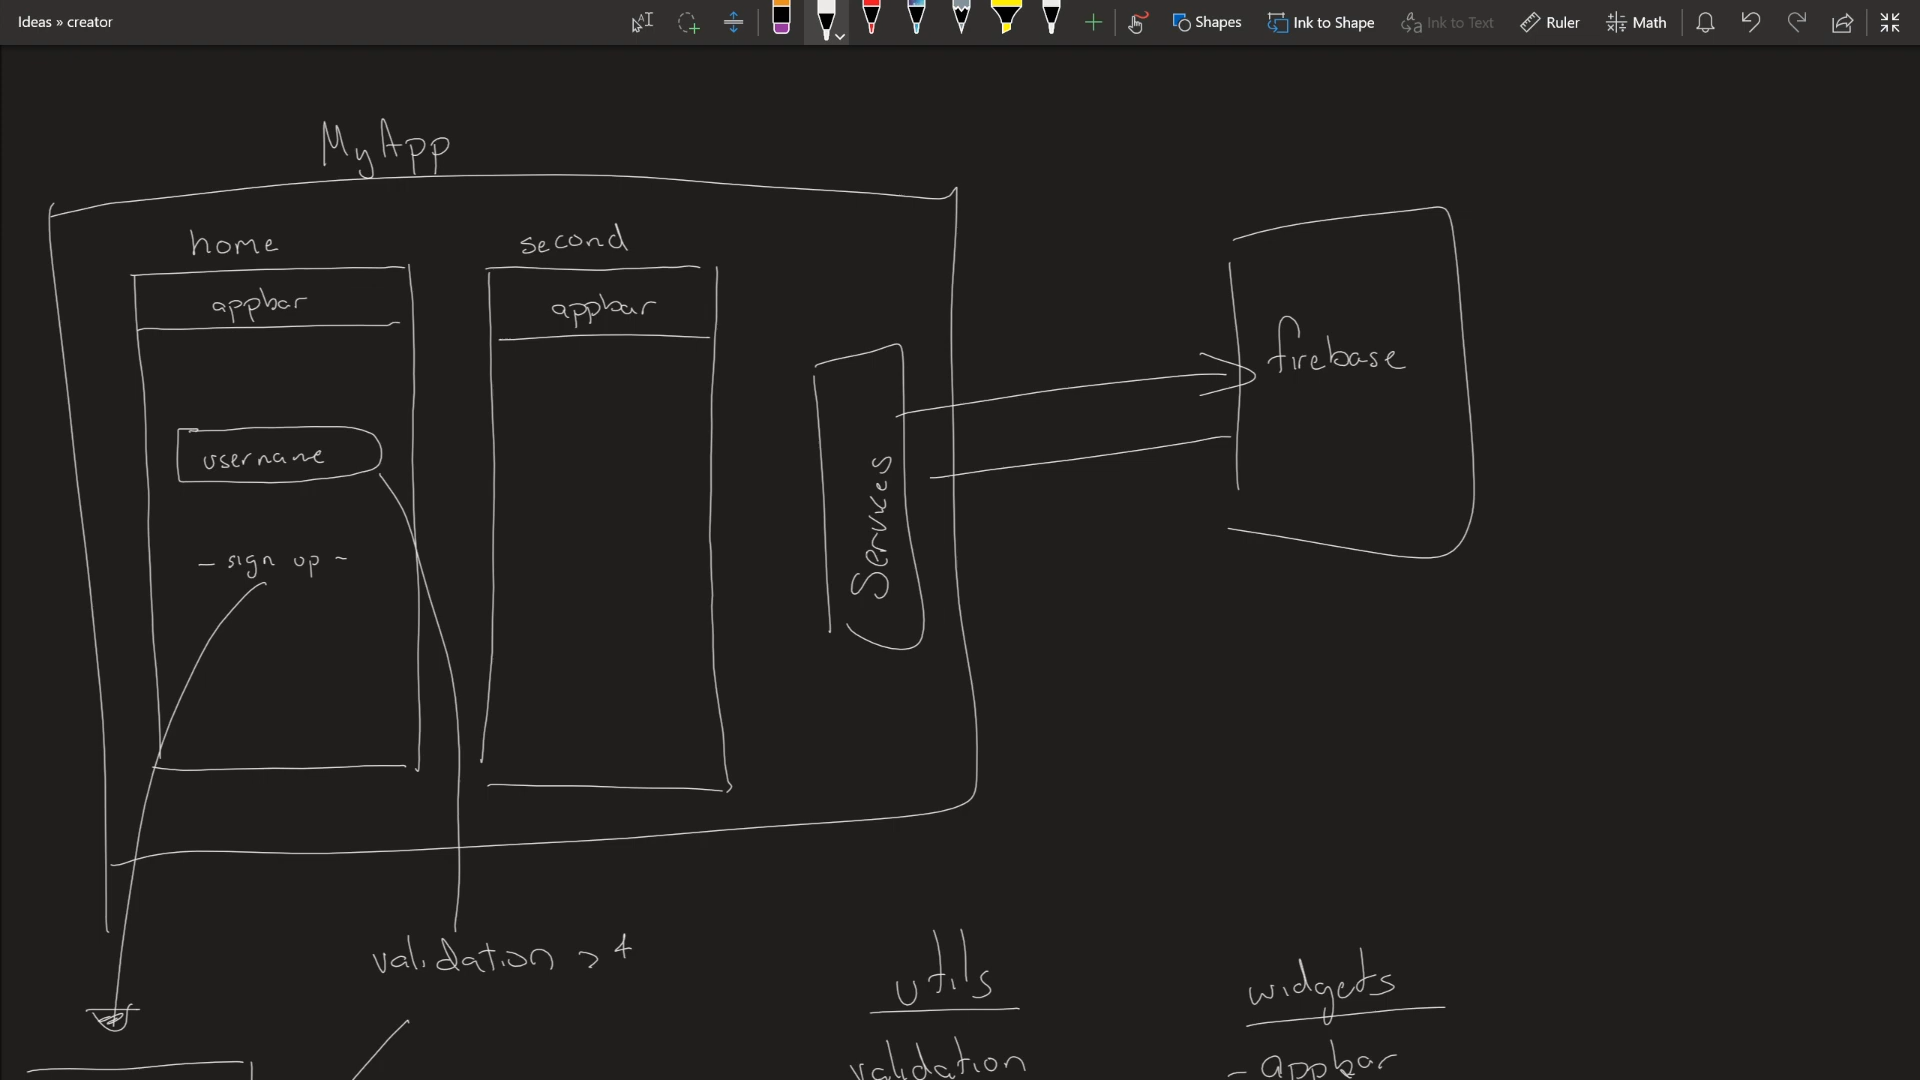 Ideas » creator
Shapes
Ink to Shape
Ink to Text
Ruler
Math
MyApp
home
second
appbar
appbar
firebase
username
Services
- sign up -
validation > 4
utils
widgets
validation
- appbar